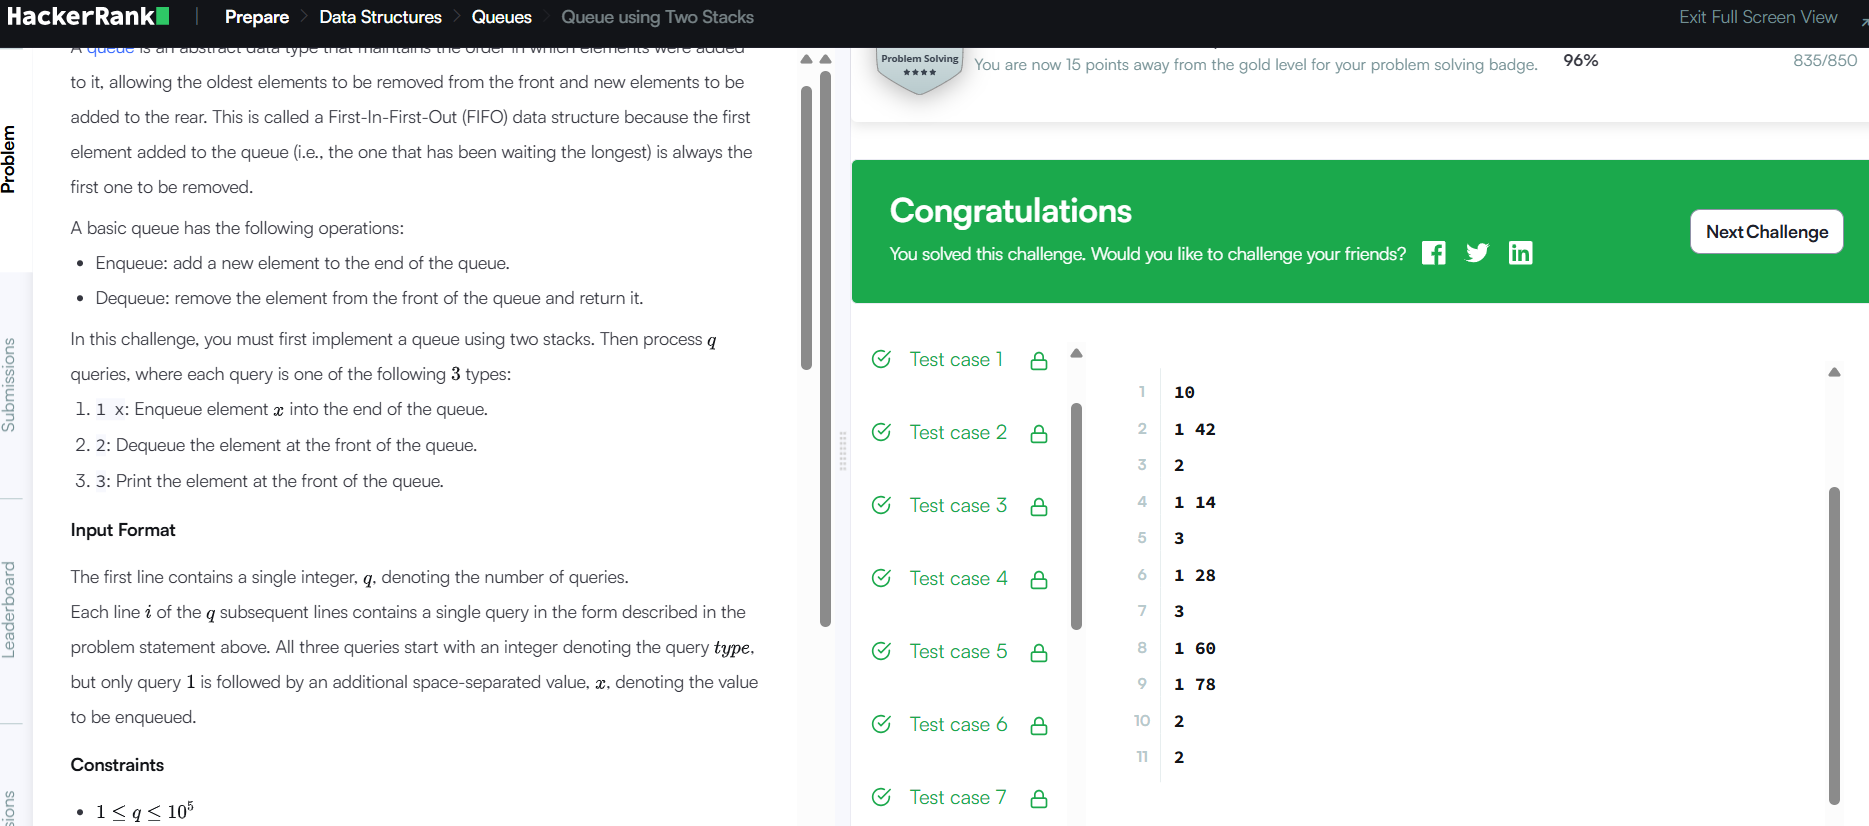 HackerRank
Prepare
Data Structures
Queues
Queue using Two Stacks
Exit Full Screen View
Problem
Submissions
Leaderboard
A queue is an abstract data type that maintains the order in which elements were added
to it, allowing the oldest elements to be removed from the front and new elements to be
added to the rear. This is called a First-In-First-Out (FIFO) data structure because the first
element added to the queue (i.e., the one that has been waiting the longest) is always the
first one to be removed.
A basic queue has the following operations:
• Enqueue: add a new element to the end of the queue.
• Dequeue: remove the element from the front of the queue and return it.
In this challenge, you must first implement a queue using two stacks. Then process q
queries, where each query is one of the following 3 types:
1. 1 x: Enqueue element x into the end of the queue.
2. 2: Dequeue the element at the front of the queue.
3. 3: Print the element at the front of the queue.
Input Format
The first line contains a single integer, q, denoting the number of queries.
Each line i of the q subsequent lines contains a single query in the form described in the
problem statement above. All three queries start with an integer denoting the query type,
but only query 1 is followed by an additional space-separated value, x, denoting the value
to be enqueued.
Constraints
• 1 ≤ q ≤ 10⁵
Problem Solving
You are now 15 points away from the gold level for your problem solving badge.
96%
835/850
Congratulations
You solved this challenge. Would you like to challenge your friends?
Next Challenge
Test case 1
Test case 2
Test case 3
Test case 4
Test case 5
Test case 6
Test case 7
1 10
2 1 42
3 2
4 1 14
5 3
6 1 28
7 3
8 1 60
9 1 78
10 2
11 2